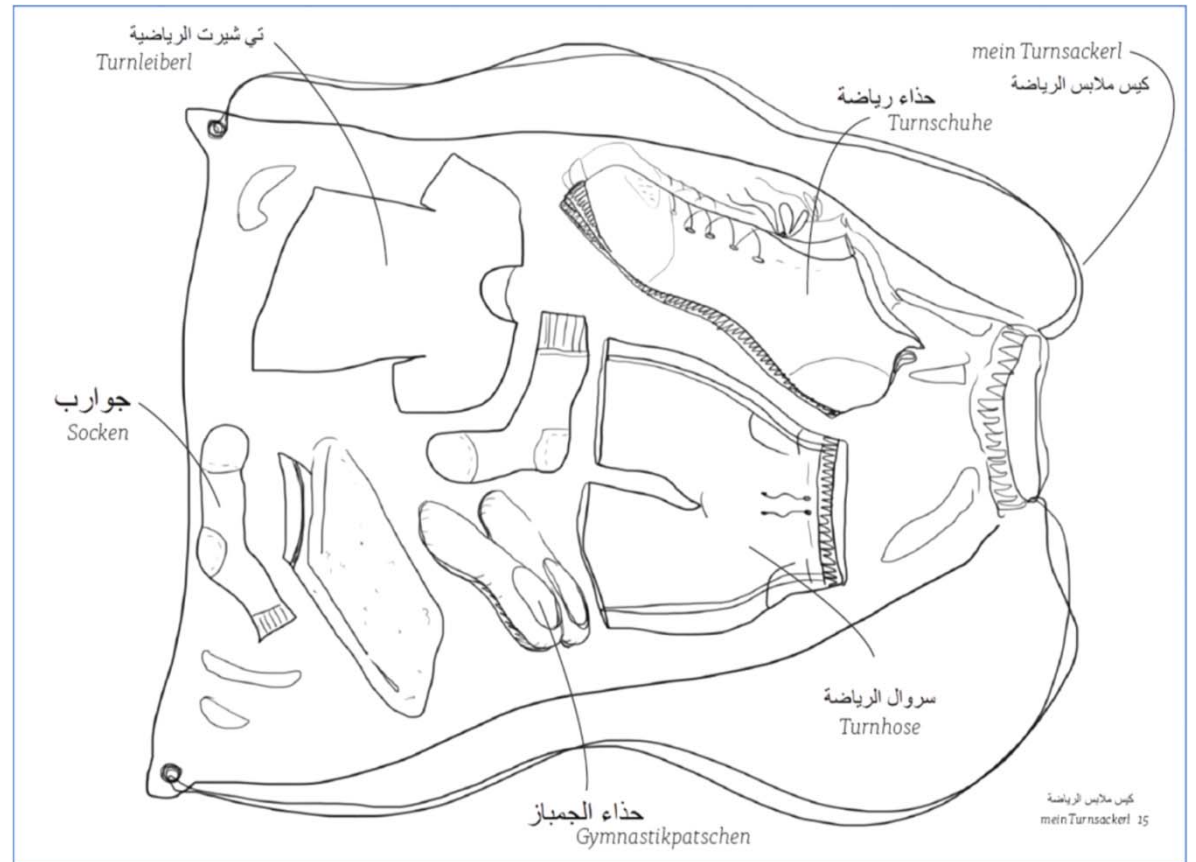 تي شيرت الرياضية
Turnleiberl
mein Turnsackerl
كيس ملابس الرياضة
حذاء رياضة
Turnschuhe
جوارب
Socken
سروال الرياضة
Turnhose
حذاء الجمباز
Gymnastikpatschen
كيس ملابس الرياضة
mein Turnsackerl 15